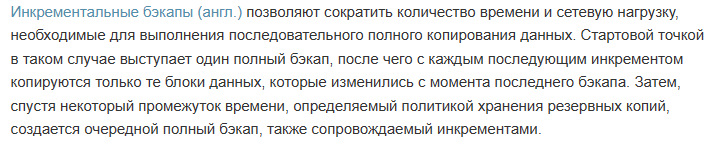 Инкрементальные бэкапы (англ.) позволяют сократить количество времени и сетевую нагрузку,
необходимые для выполнения последовательного полного копирования данных. Стартовой точкой
в таком случае выступает один полный бэкап, после чего с каждым последующим инкрементом
копируются только те блоки данных, которые изменились с момента последнего бэкапа. Затем,
спустя некоторый промежуток времени, определяемый политикой хранения резервных копий,
создается очередной полный бэкап, также сопровождаемый инкрементами.